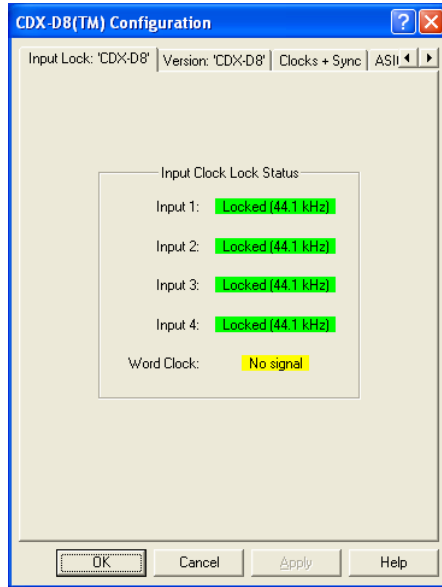 CDX-D8(TM) Configuration
Input Lock: 'CDX-D8' Version: 'CDX-D8' Clocks + Sync ASI
Input Clock Lock Status
Input 1: Locked (44.1 kHz)
Input 2: Locked (44.1 kHz)
Input 3: Locked (44.1 kHz)
Input 4: Locked (44.1 kHz)
Word Clock: No signal
OK Cancel Apply Help